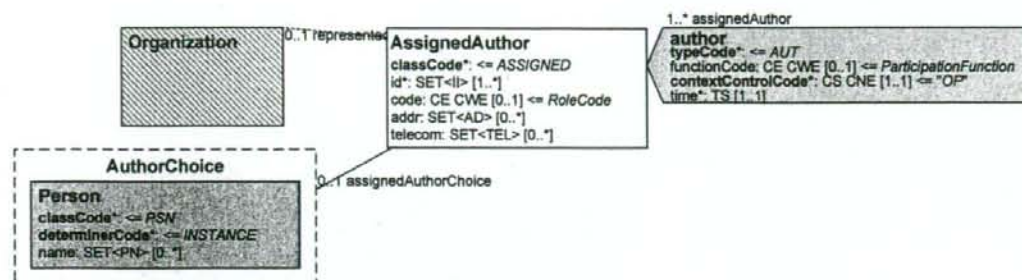 1..* assignedAuthor
Organization
0..1 represented
AssignedAuthor
classCode*: <= ASSIGNED
id*: SET<II> [1..*]
code: CE CWE [0..1] <= RoleCode
addr: SET<AD> [0..*]
telecom: SET<TEL> [0..*]
author
typeCode*: <= AUT
functionCode: CE CWE [0..1] <= ParticipationFunction
contextControlCode*: CS CNE [1..1] <= "OP"
time*: TS [1..1]
AuthorChoice
0..1 assignedAuthorChoice
Person
classCode*: <= PSN
determinerCode*: <= INSTANCE
name: SET<PN> [0..*]